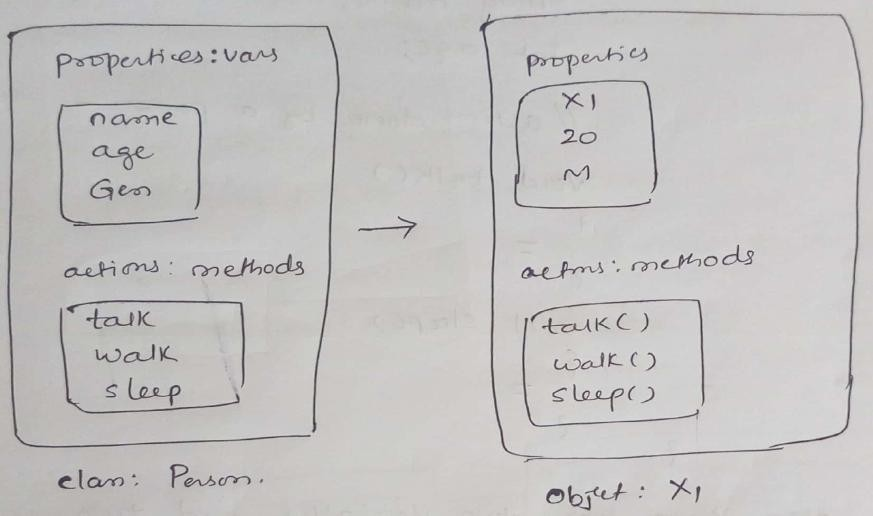 properties: vars
name
age
Gen
actions: methods
talk
walk
sleep
class: Person.
properties
X1
20
M
actns: methods
talk()
walk()
sleep()
Object: X1